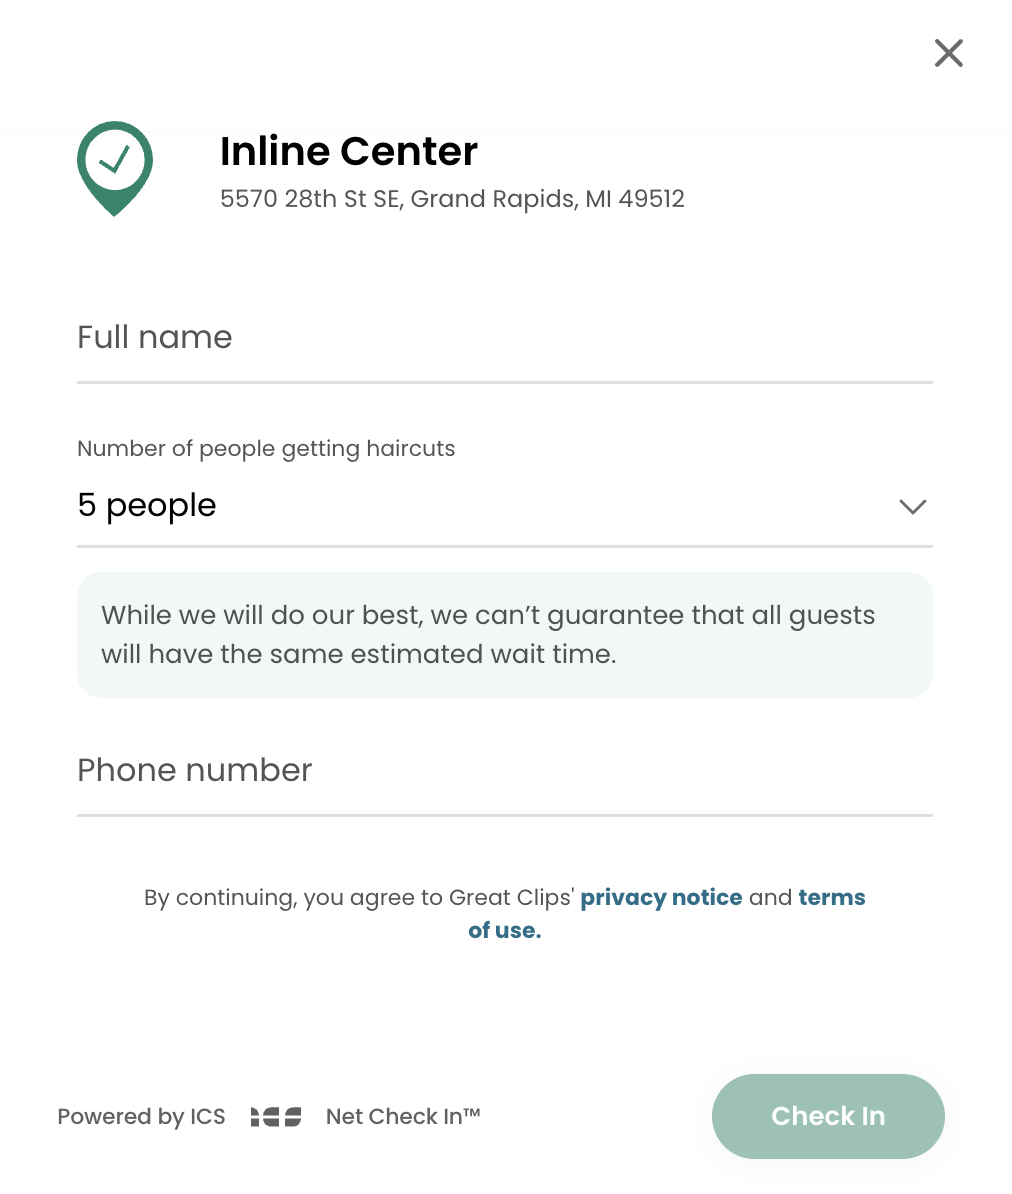 Inline Center
5570 28th St SE, Grand Rapids, MI 49512
Full name
Number of people getting haircuts
5 people
While we will do our best, we can’t guarantee that all guests
will have the same estimated wait time.
Phone number
By continuing, you agree to Great Clips' privacy notice and terms
of use.
Powered by ICS ICS Net Check In™
Check In